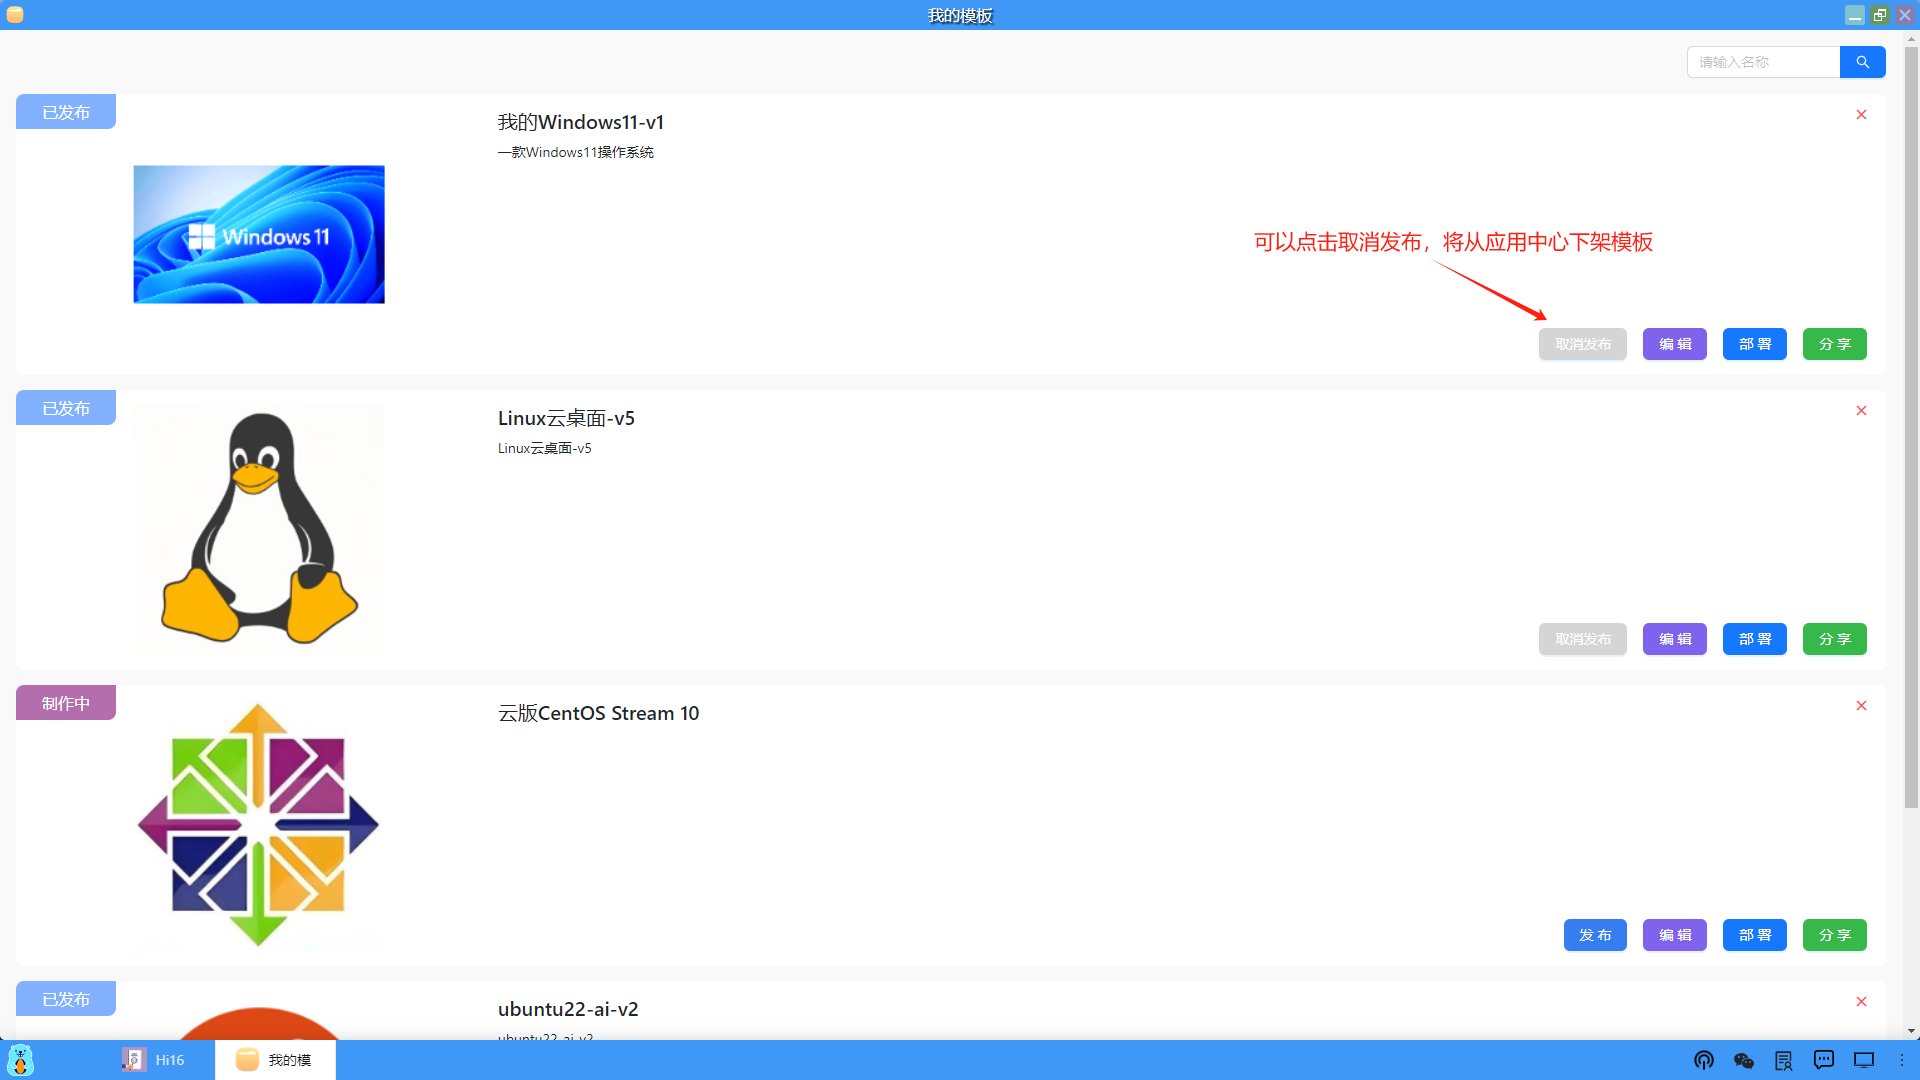 我的模板
请输入名称
已发布
我的Windows11-v1
一款Windows11操作系统
Windows 11
可以点击取消发布，将从应用中心下架模板
取消发布 编辑 部署 分享
已发布
Linux云桌面-v5
Linux云桌面-v5
取消发布 编辑 部署 分享
制作中
云版CentOS Stream 10
发布 编辑 部署 分享
已发布
ubuntu22-ai-v2
ubuntu22-ai-v2
Hi16
我的模